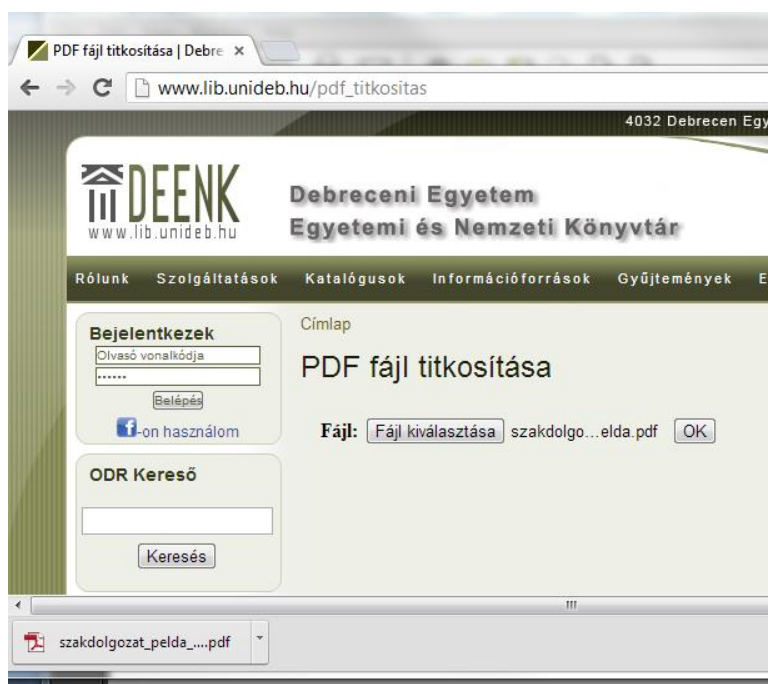 PDF fájl titkosítása | Debre ×
www.lib.unideb.hu/pdf_titkositas
4032 Debrecen Egy
DEENK
www.lib.unideb.hu
Debreceni Egyetem
Egyetemi és Nemzeti Könyvtár
Rólunk Szolgáltatások Katalógusok Információforrások Gyűjtemények E
Bejelentkezek
Olvasó vonalkódja
••••••
Belépés
f-on használom
ODR Kereső
Keresés
Címlap
PDF fájl titkosítása
Fájl: Fájl kiválasztása szakdolgo...elda.pdf OK
szakdolgozat_pelda_....pdf